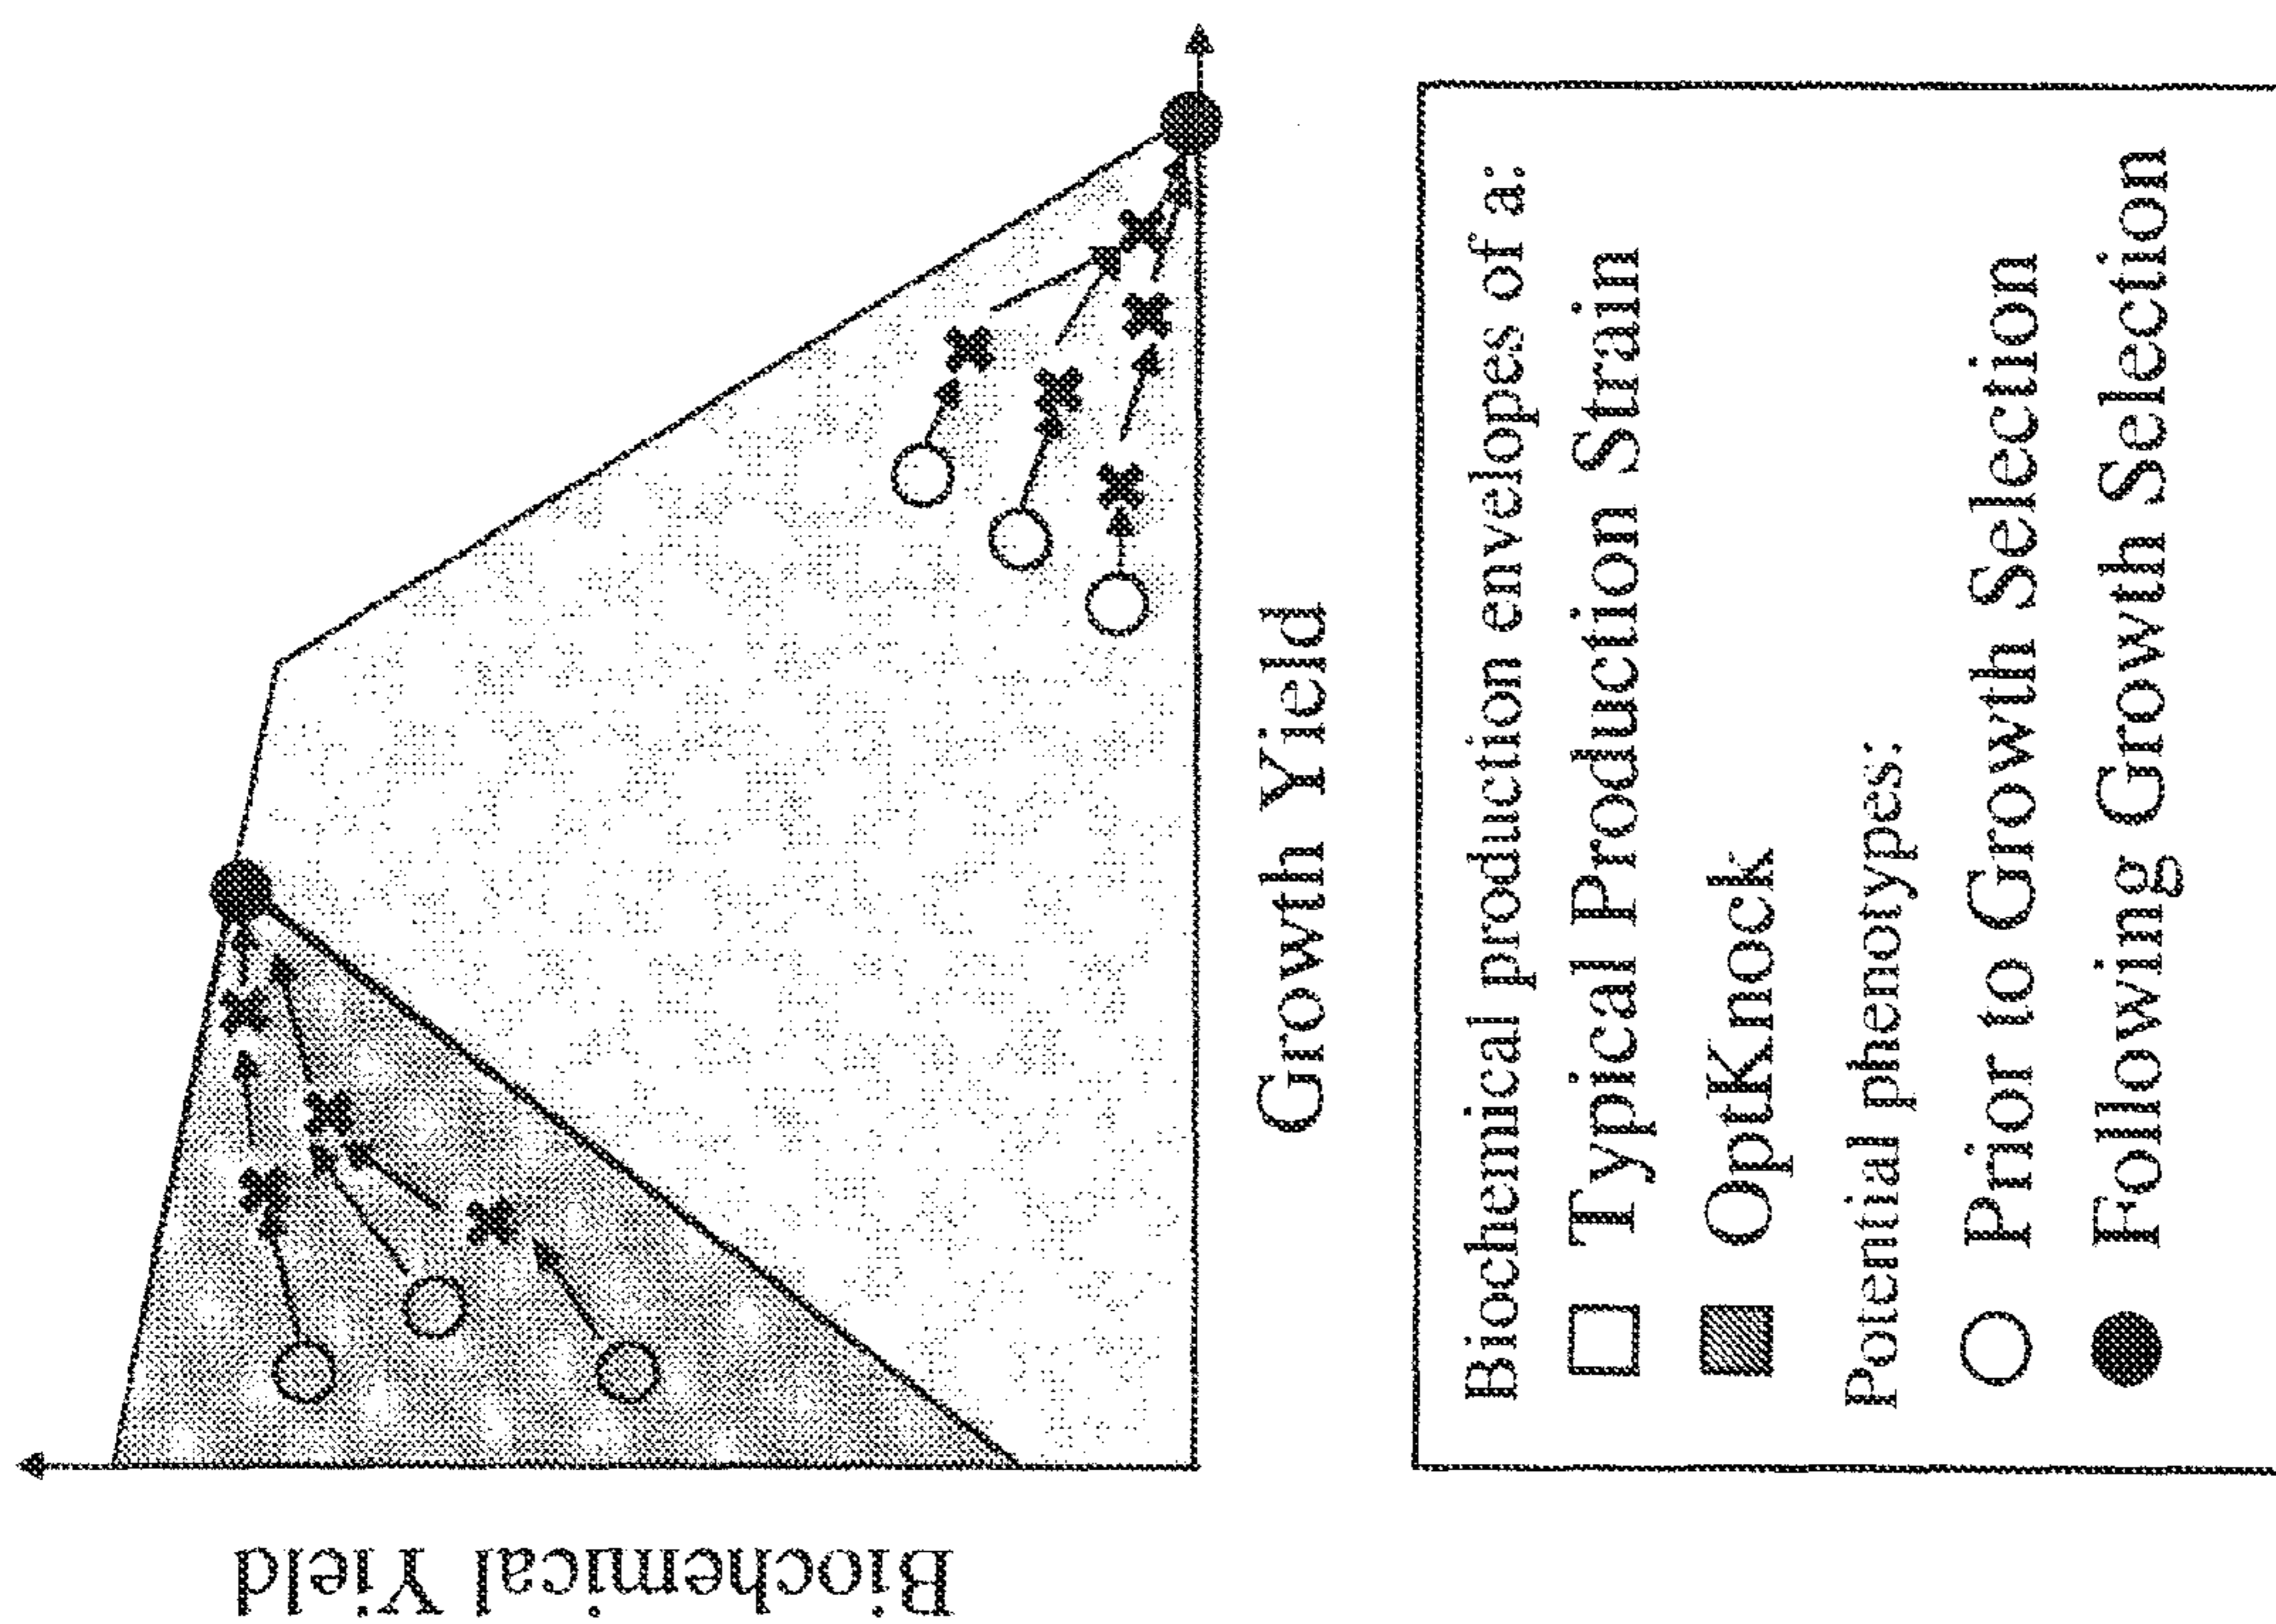 Biochemical Yield
Growth Yield
Biochemical production envelopes of a:
Typical Production Strain
OptKnock
Potential phenotypes:
Prior to Growth Selection
Following Growth Selection